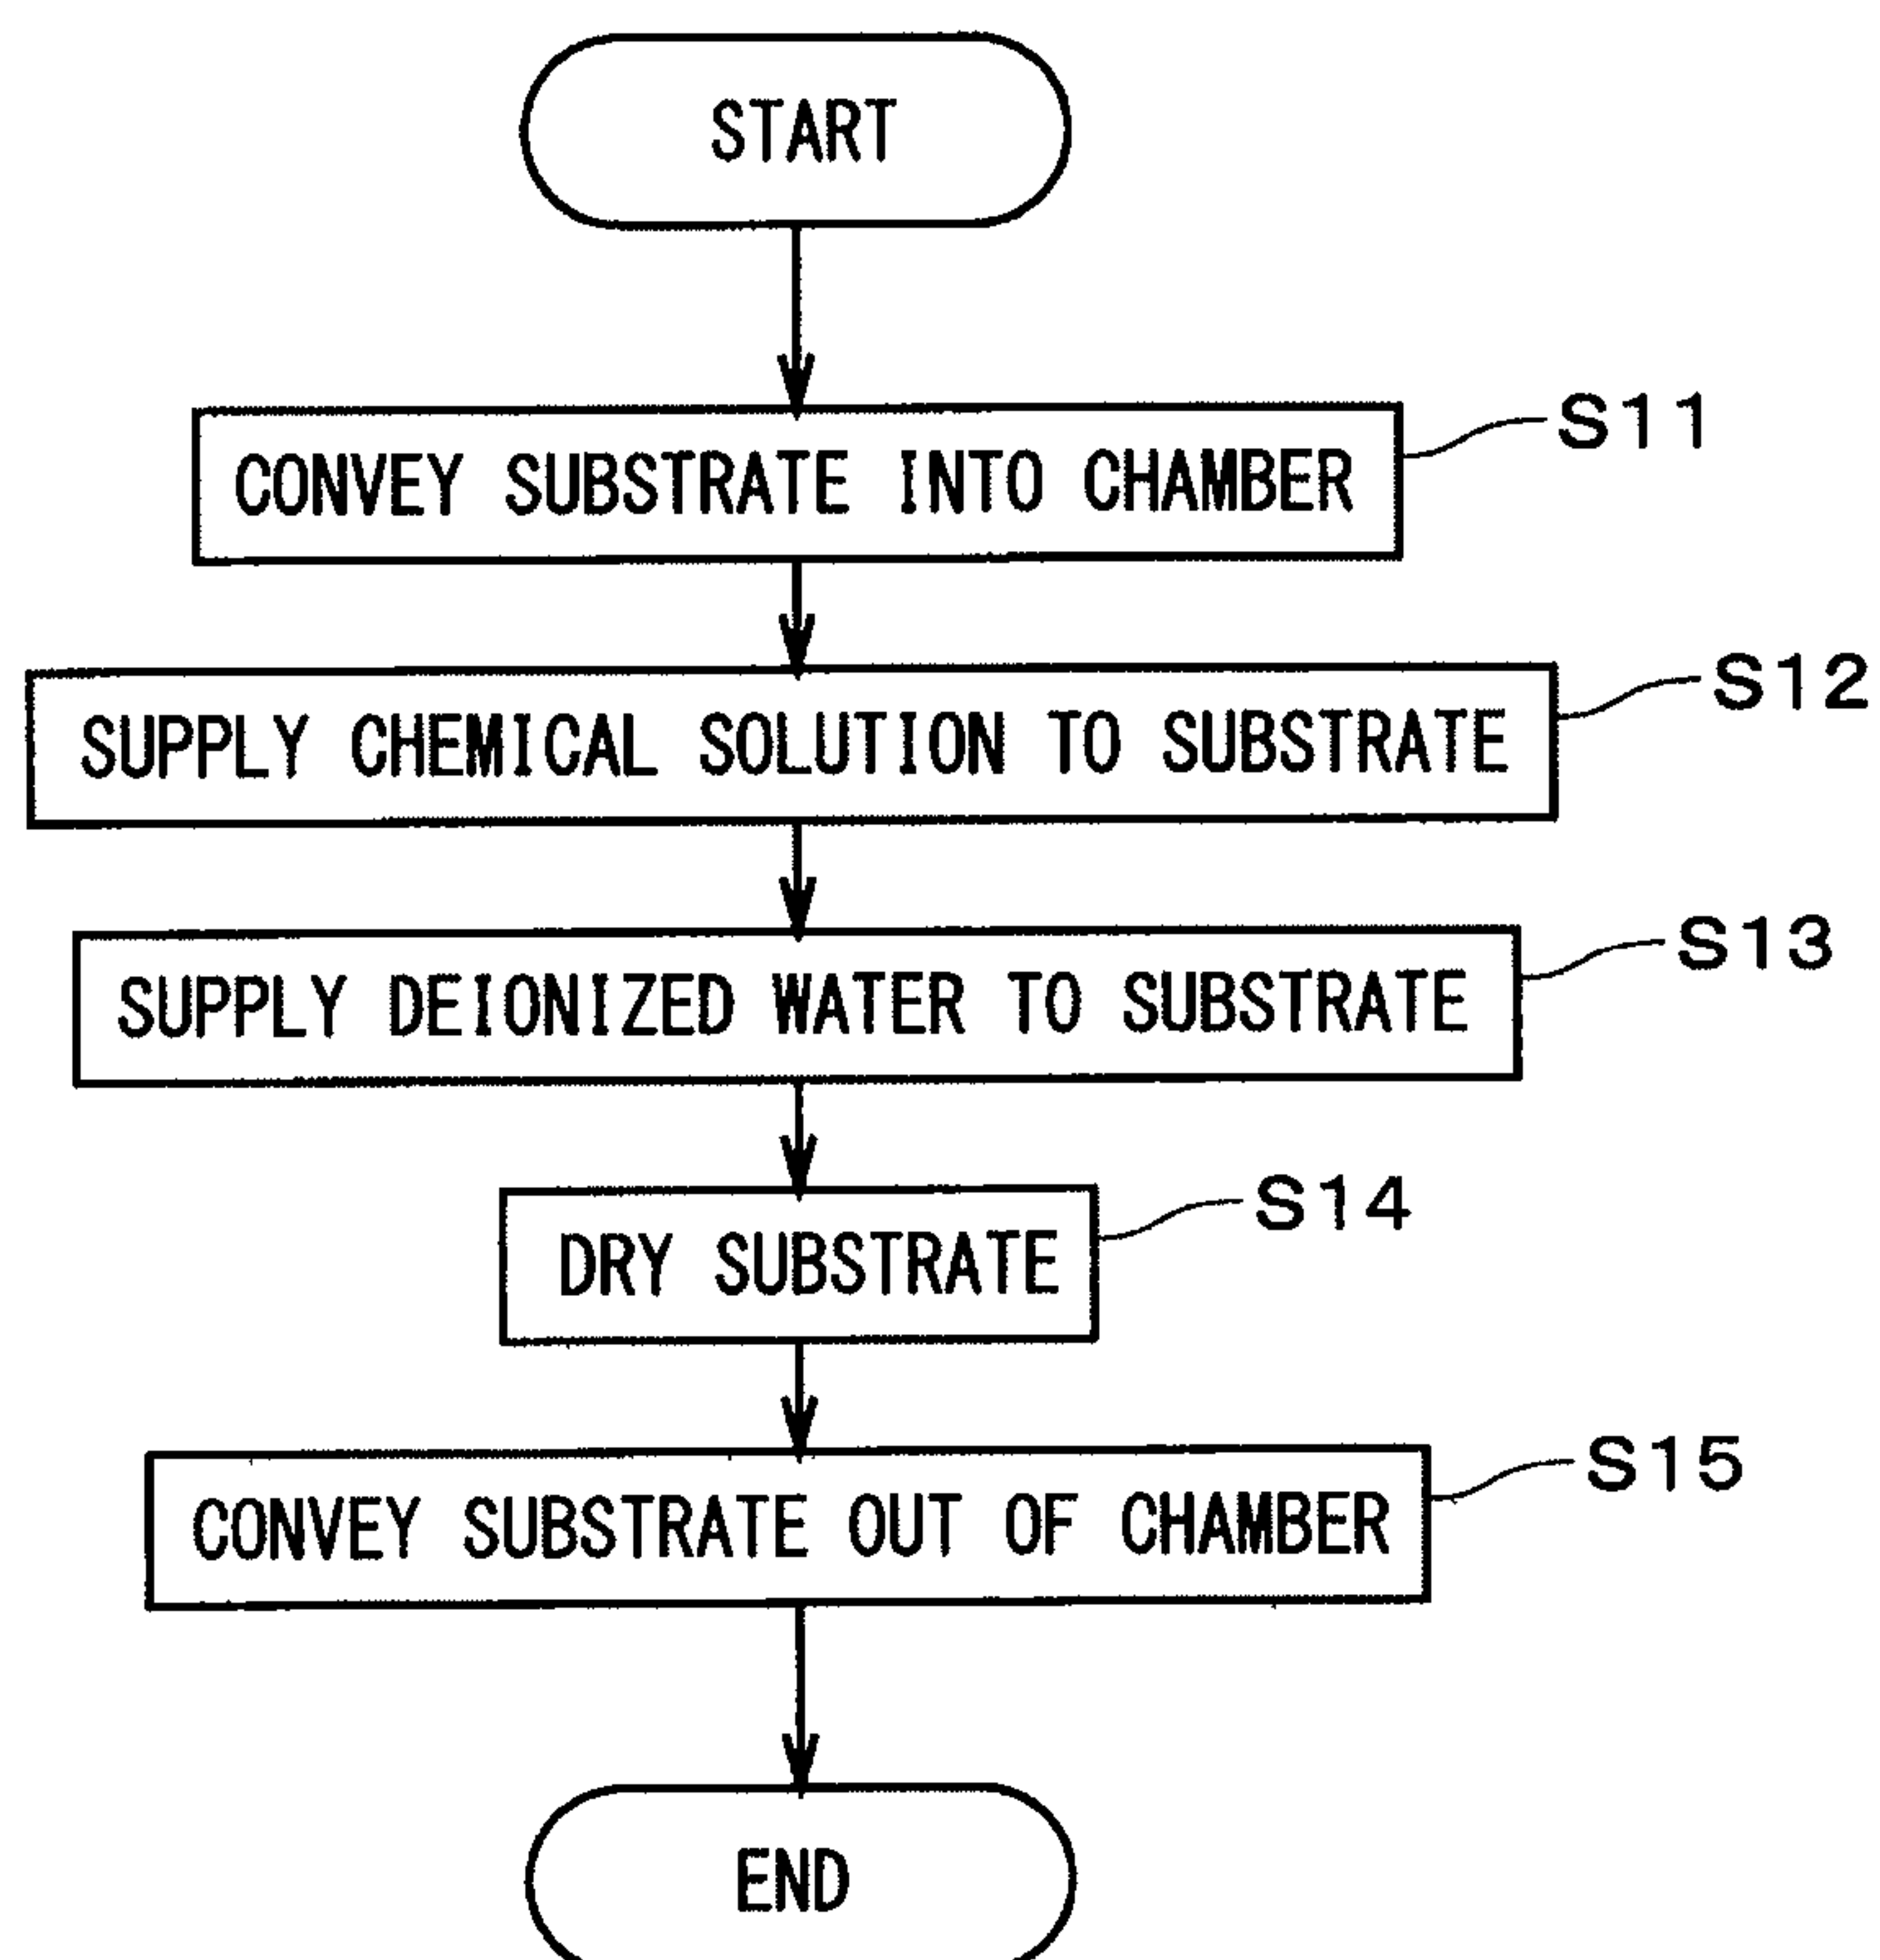 START
CONVEY SUBSTRATE INTO CHAMBER
S11
SUPPLY CHEMICAL SOLUTION TO SUBSTRATE
S12
SUPPLY DEIONIZED WATER TO SUBSTRATE
S13
DRY SUBSTRATE
S14
CONVEY SUBSTRATE OUT OF CHAMBER
S15
END